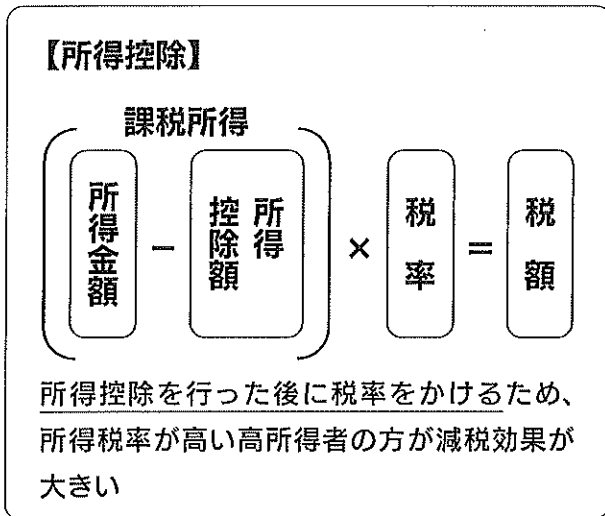 【所得控除】
課税所得
(所得金額 − 所得控除額) × 税率 = 税額
所得控除を行った後に税率をかけるため、
所得税率が高い高所得者の方が減税効果が
大きい